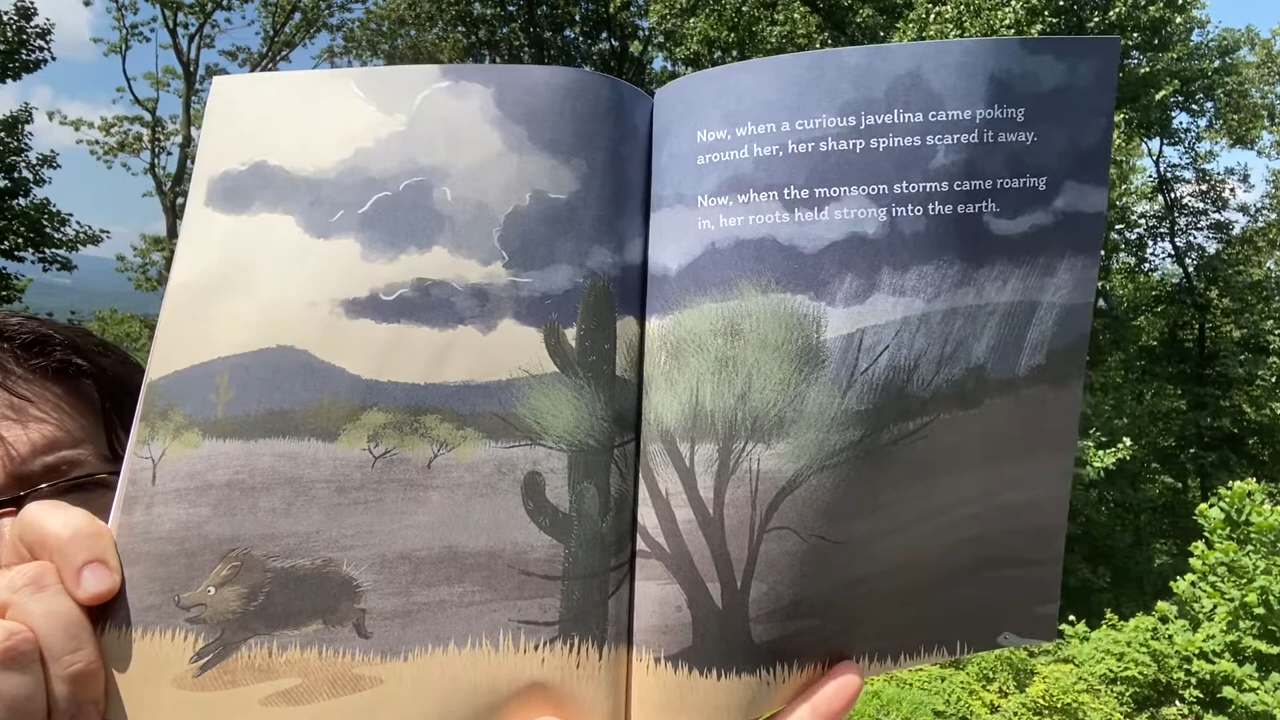 Now, when a curious javelina came poking
around her, her sharp spines scared it away.
Now, when the monsoon storms came roaring
in, her roots held strong into the earth.